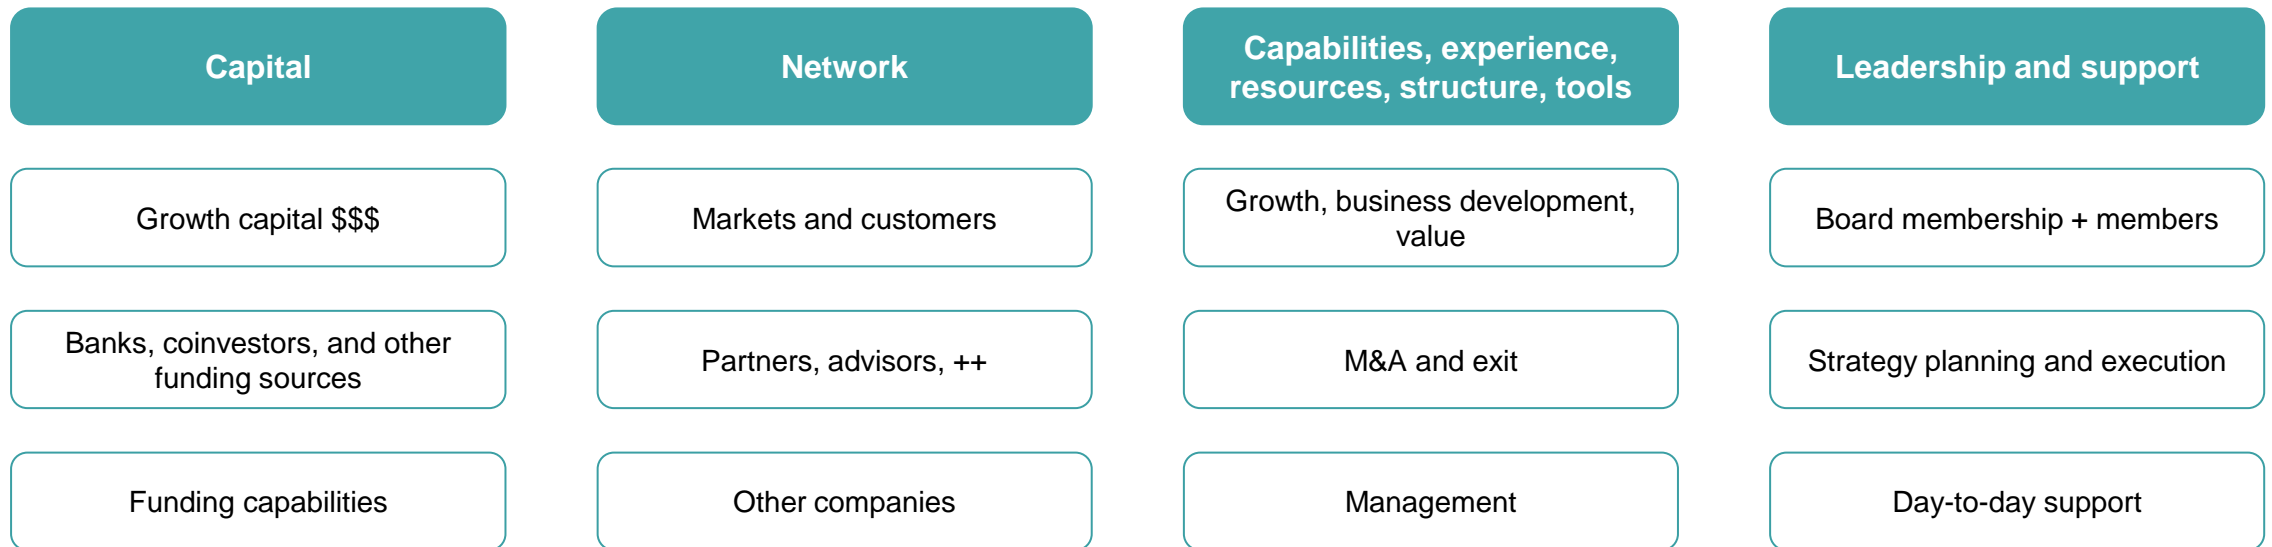 Capital
Network
Capabilities, experience,
resources, structure, tools
Leadership and support
Growth capital $$$
Markets and customers
Growth, business development,
value
Board membership + members
Banks, coinvestors, and other
funding sources
Partners, advisors, ++
M&A and exit
Strategy planning and execution
Funding capabilities
Other companies
Management
Day-to-day support